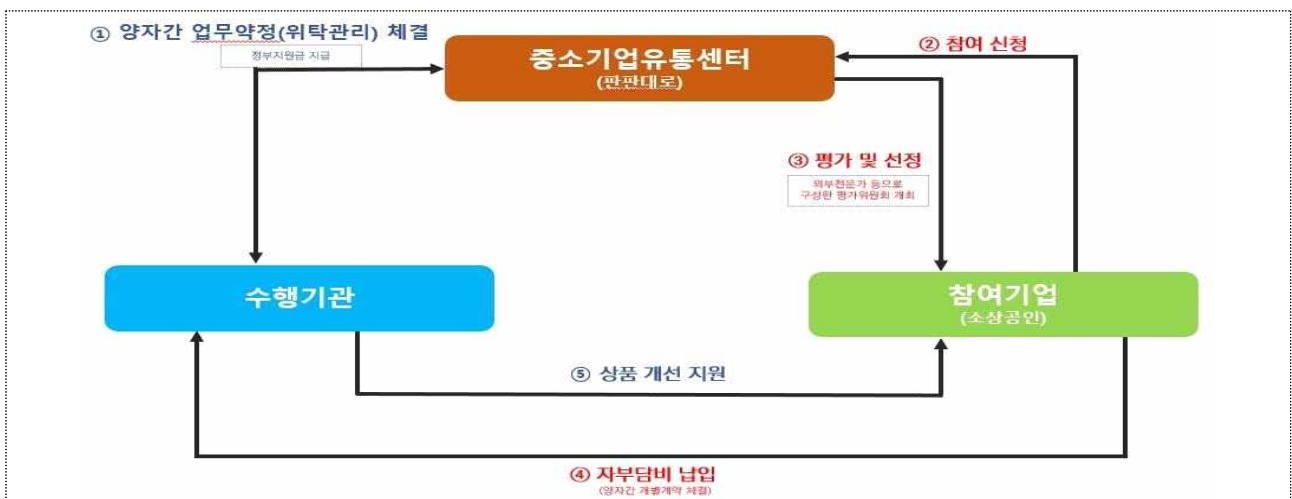 ① 양자간 업무약정(위탁관리) 체결
정부지원금 지급
중소기업유통센터
(판판대로)
② 참여 신청
③ 평가 및 선정
외부전문가 등으로
구성한 평가위원회 개최
수행기관
참여기업
(소상공인)
⑤ 상품 개선 지원
④ 자부담비 납입
(양자간 개별계약 체결)